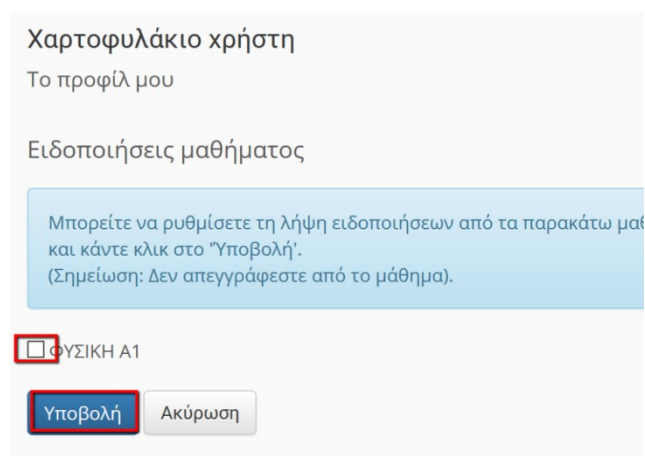 Χαρτοφυλάκιο χρήστη
Το προφίλ μου
Ειδοποιήσεις μαθήματος
Μπορείτε να ρυθμίσετε τη λήψη ειδοποιήσεων από τα παρακάτω μαθ
και κάντε κλικ στο 'Υποβολή'.
(Σημείωση: Δεν απεγγράφεστε από το μάθημα).
ΦΥΣΙΚΗ Α1
Υποβολή Ακύρωση